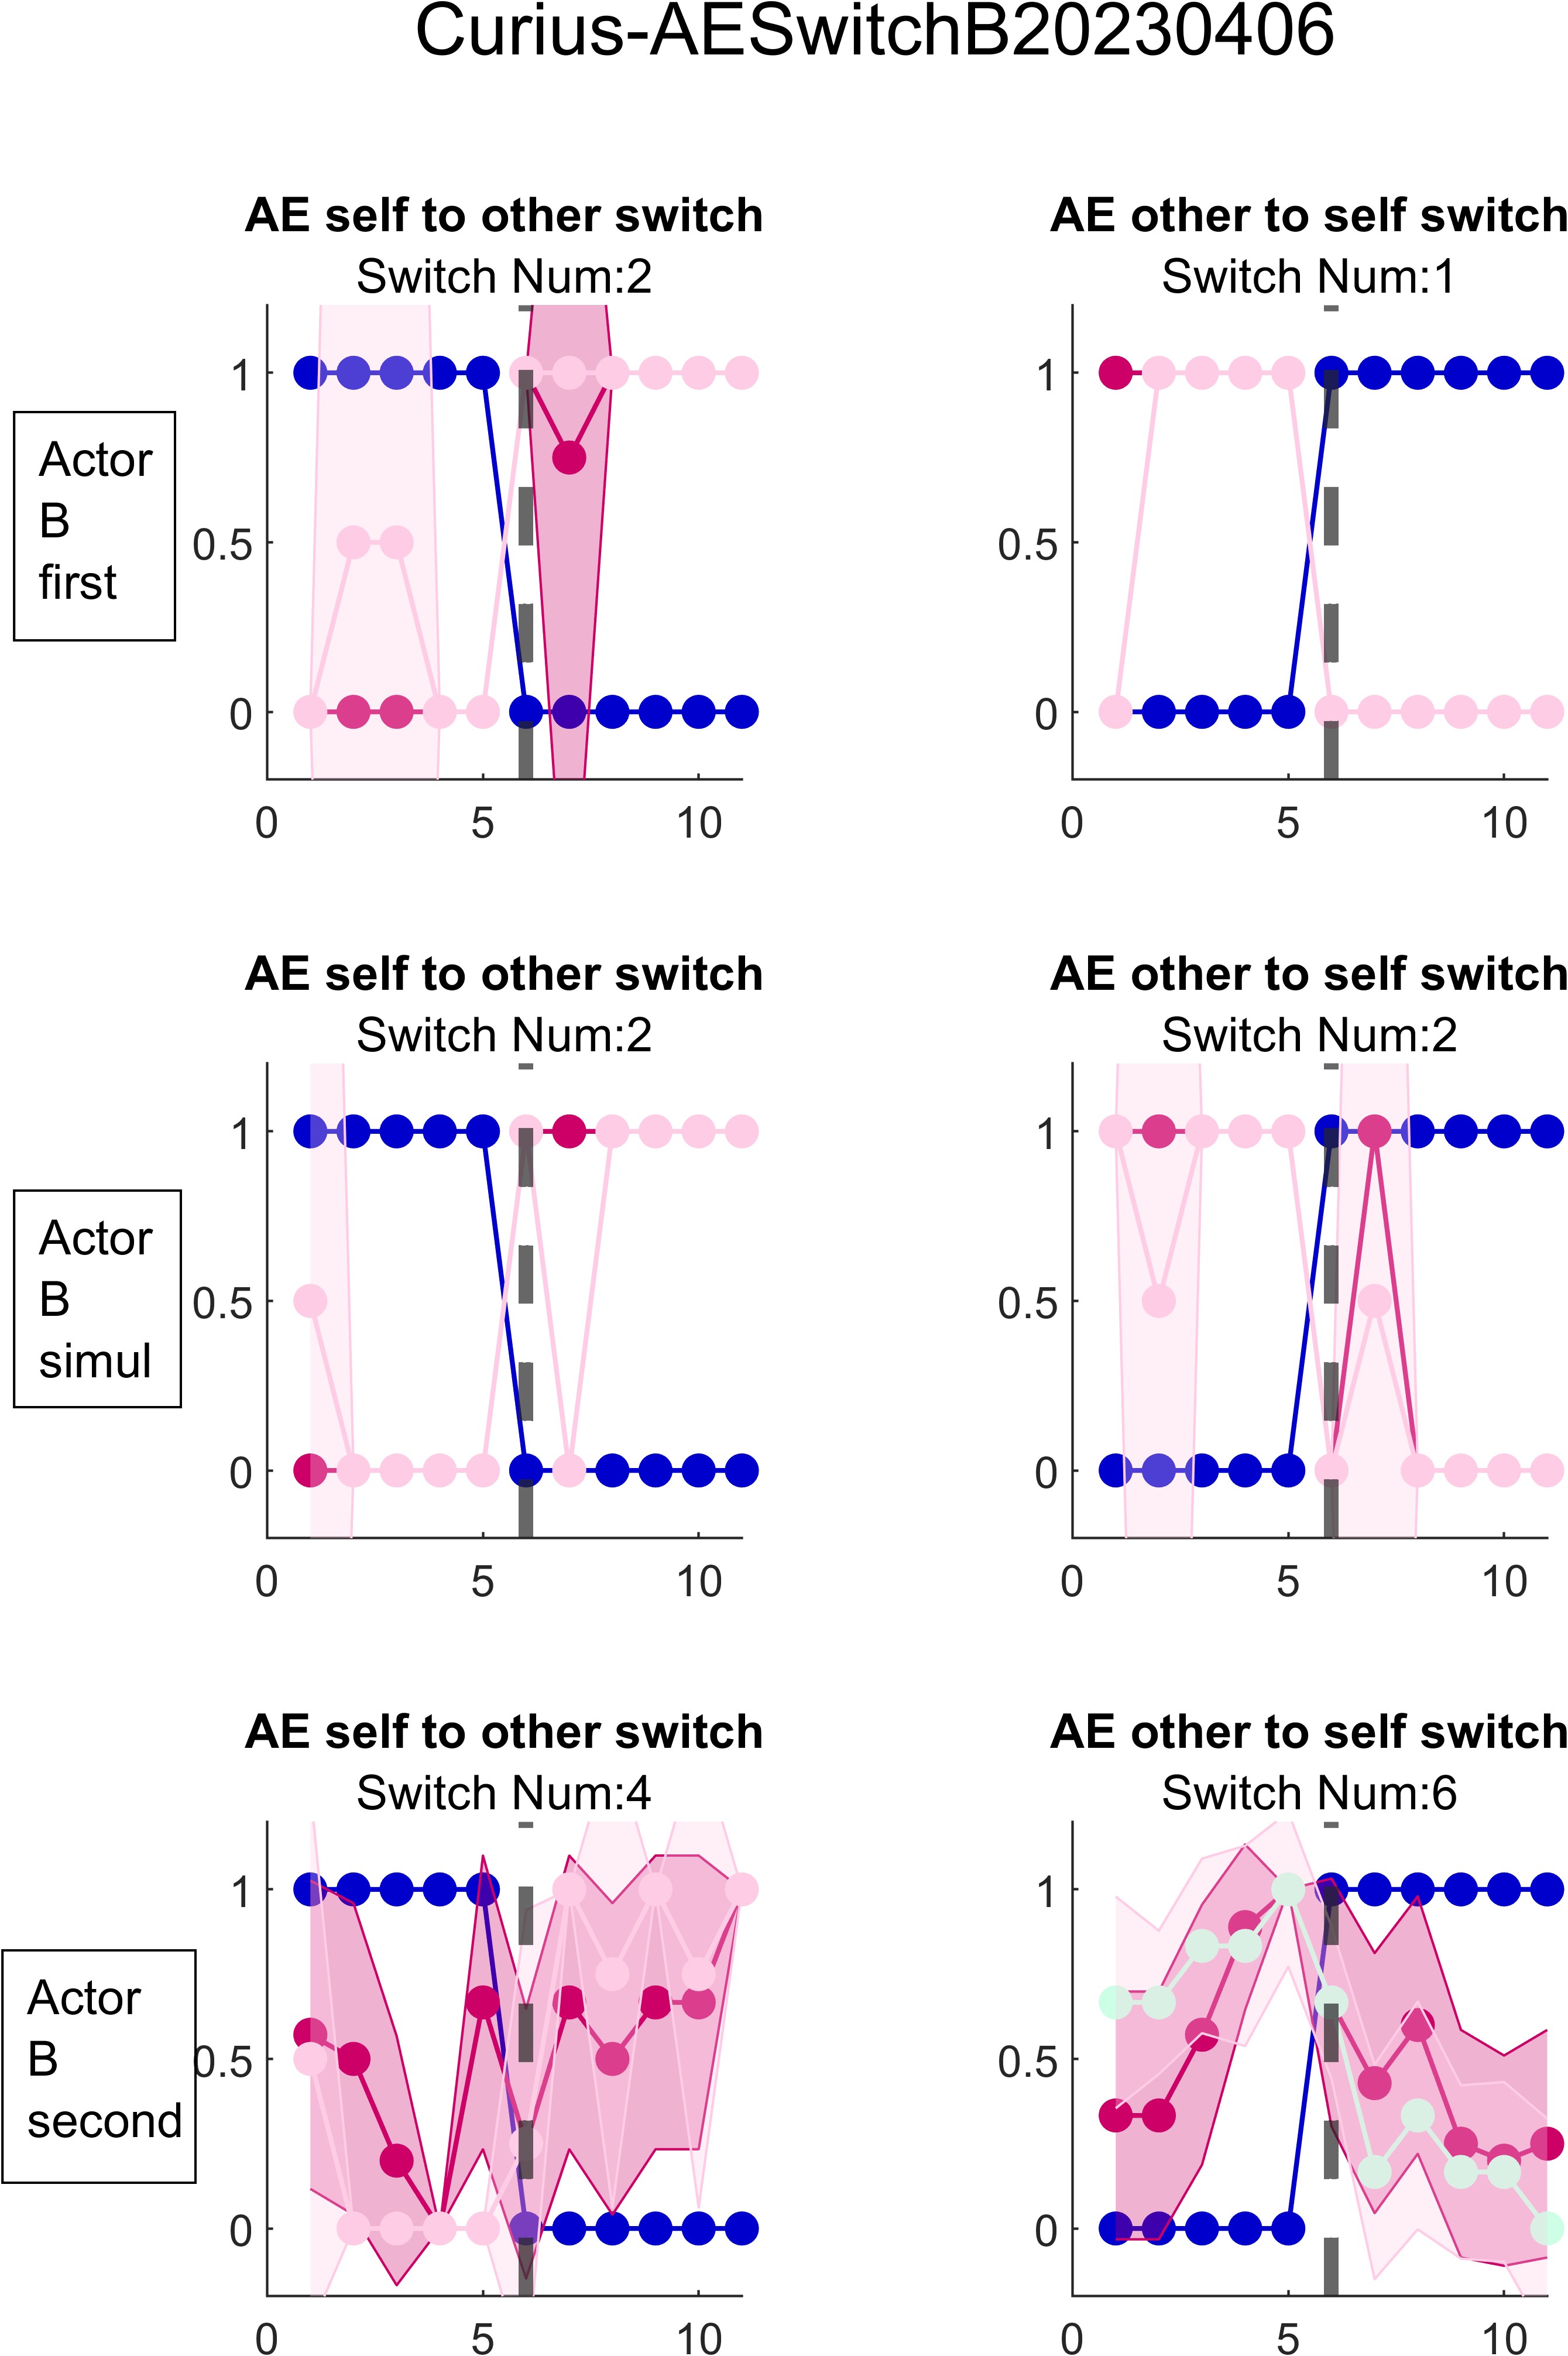 Curius-AESwitchB20230406
AE self to other switch
Switch Num:2
AE other to self switch
Switch Num:1
Actor
B
first
1
0.5
0
0
5
10
1
0.5
0
0
5
10
AE self to other switch
Switch Num:2
AE other to self switch
Switch Num:2
Actor
B
simul
1
0.5
0
0
5
10
1
0.5
0
0
5
10
AE self to other switch
Switch Num:4
AE other to self switch
Switch Num:6
Actor
B
second
1
0.5
0
0
5
10
1
0.5
0
0
5
10